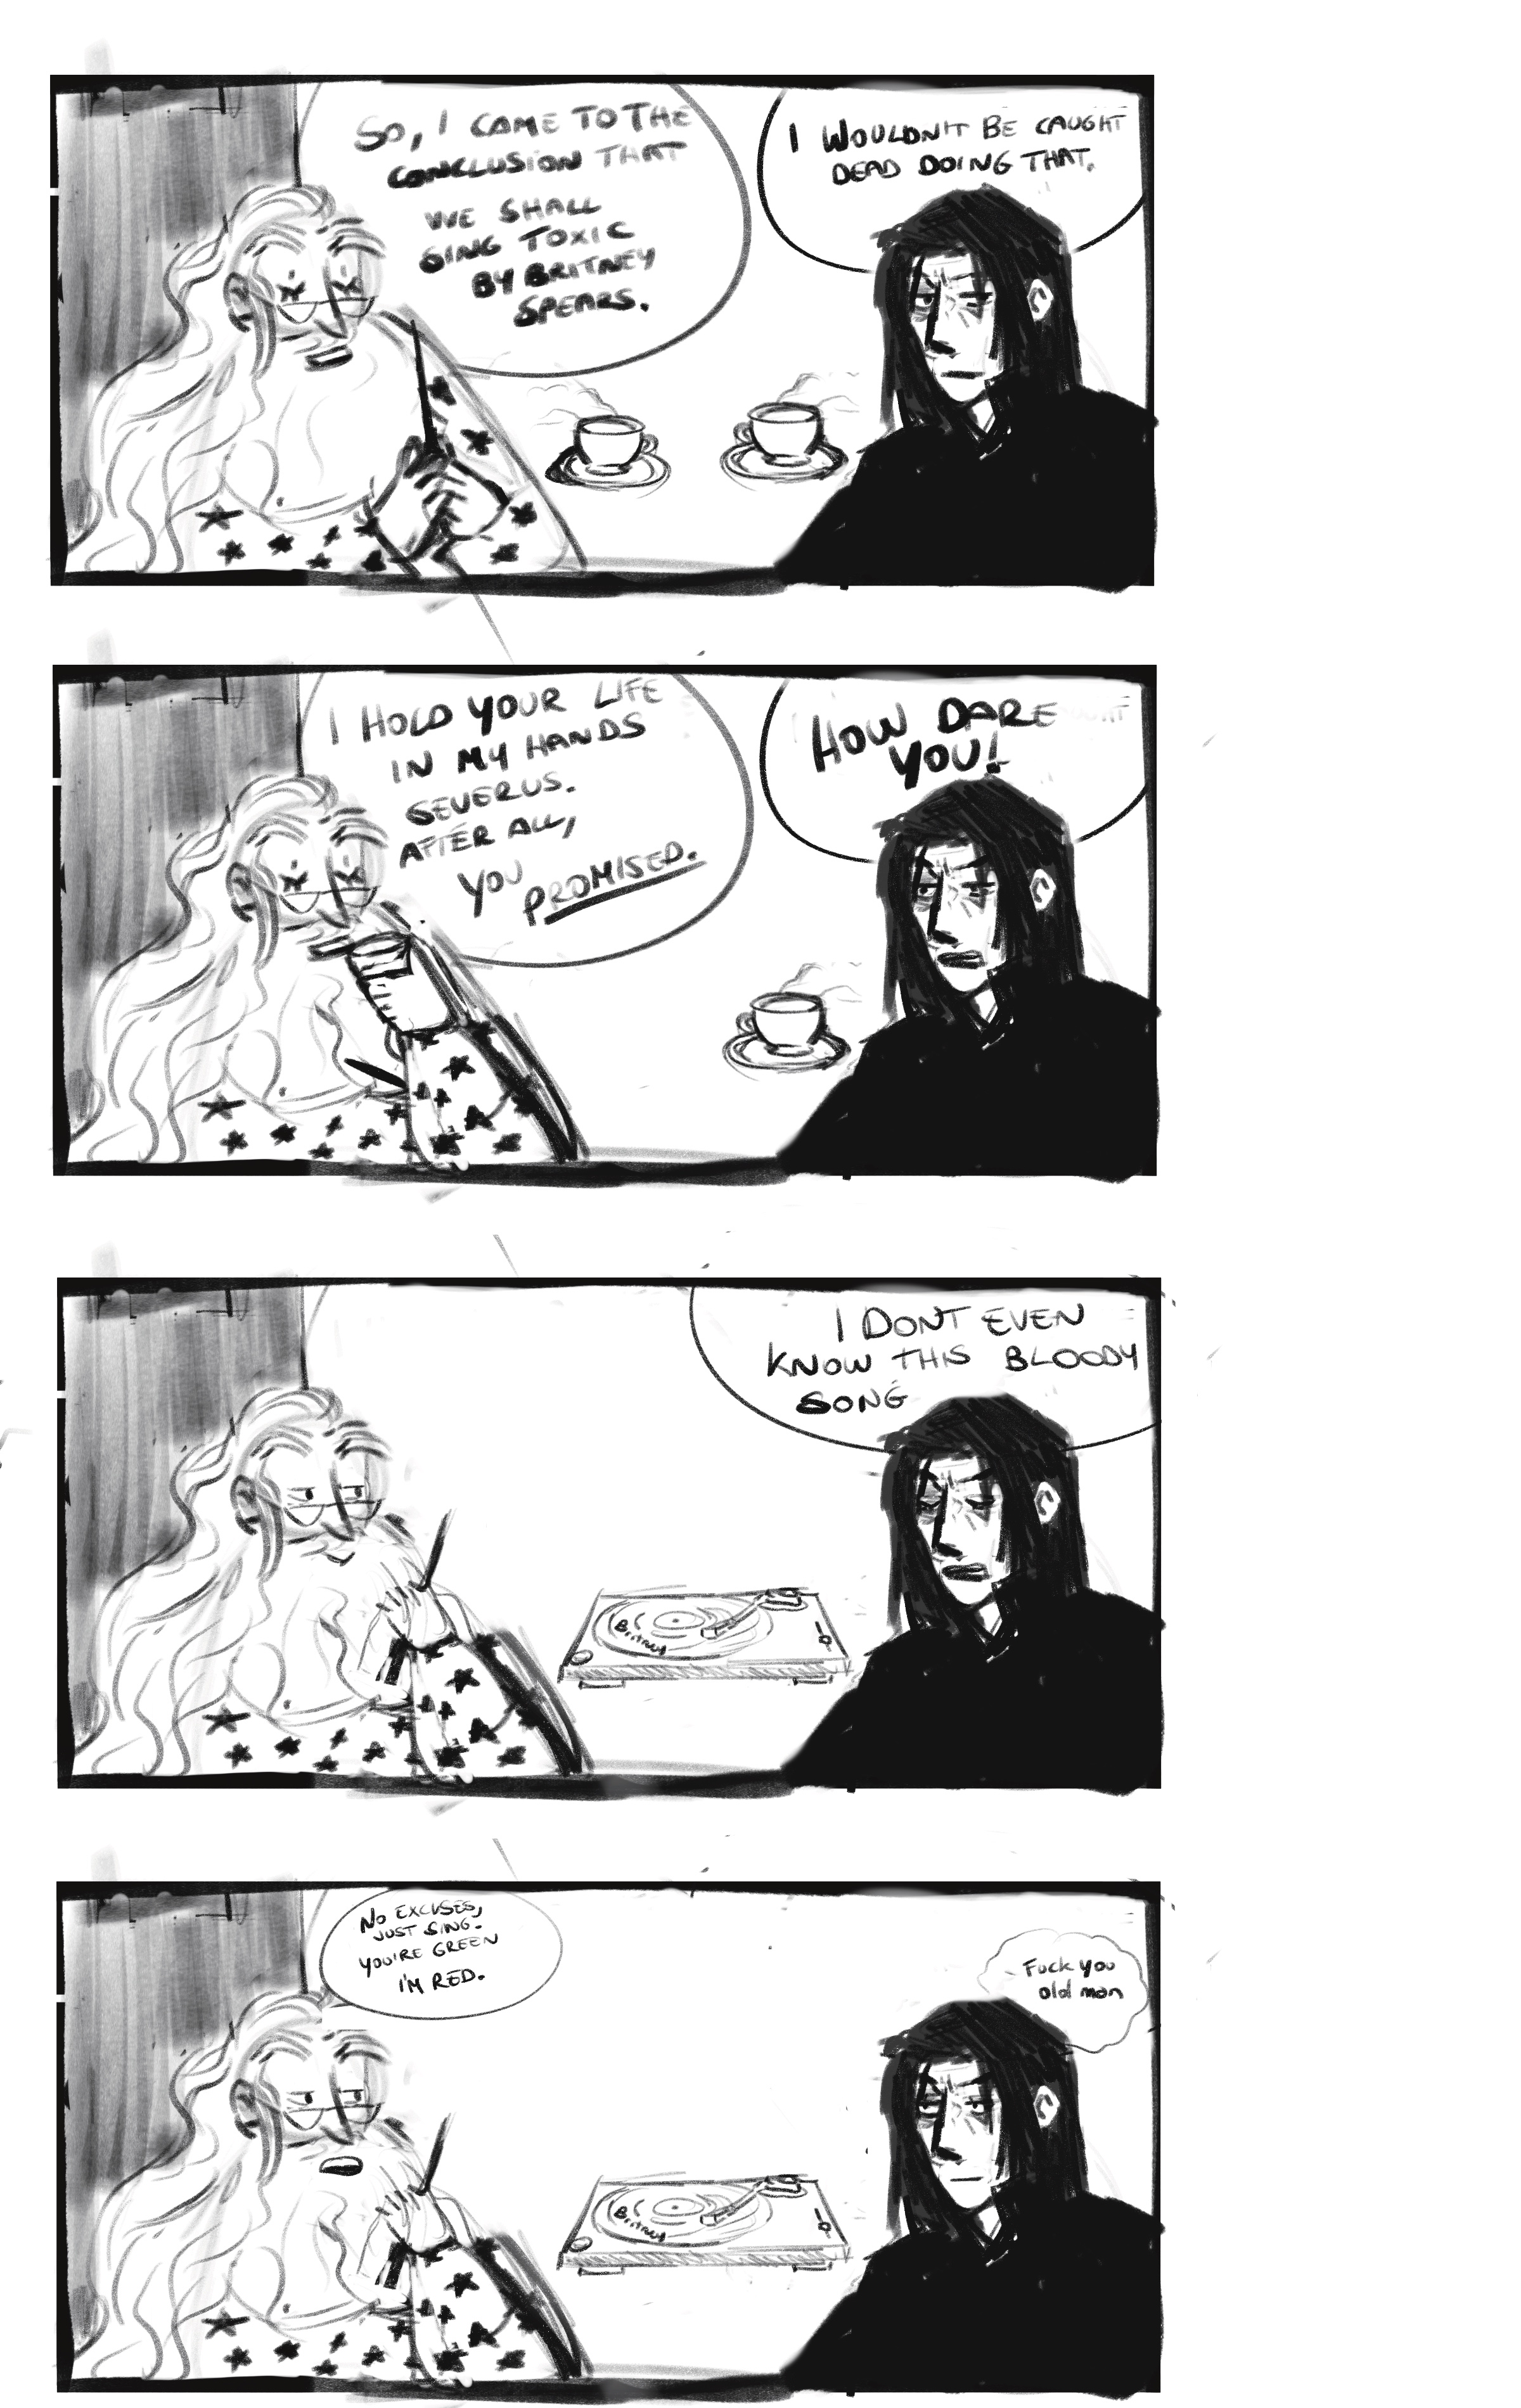 SO, I CAME TO THE
CONCLUSION THAT
WE SHALL
SING TOXIC
BY BRITNEY
SPEARS.
I WOULDN'T BE CAUGHT
DEAD DOING THAT.
I HOLD YOUR LIFE
IN MY HANDS
SEVERUS.
AFTER ALL,
YOU
PROMISED.
HOW DARE
YOU!
I DONT EVEN
KNOW THIS BLOODY
SONG
Britney
NO EXCUSES,
JUST SING.
YOU'RE GREEN
I'M RED.
Fuck you
old man
Britney